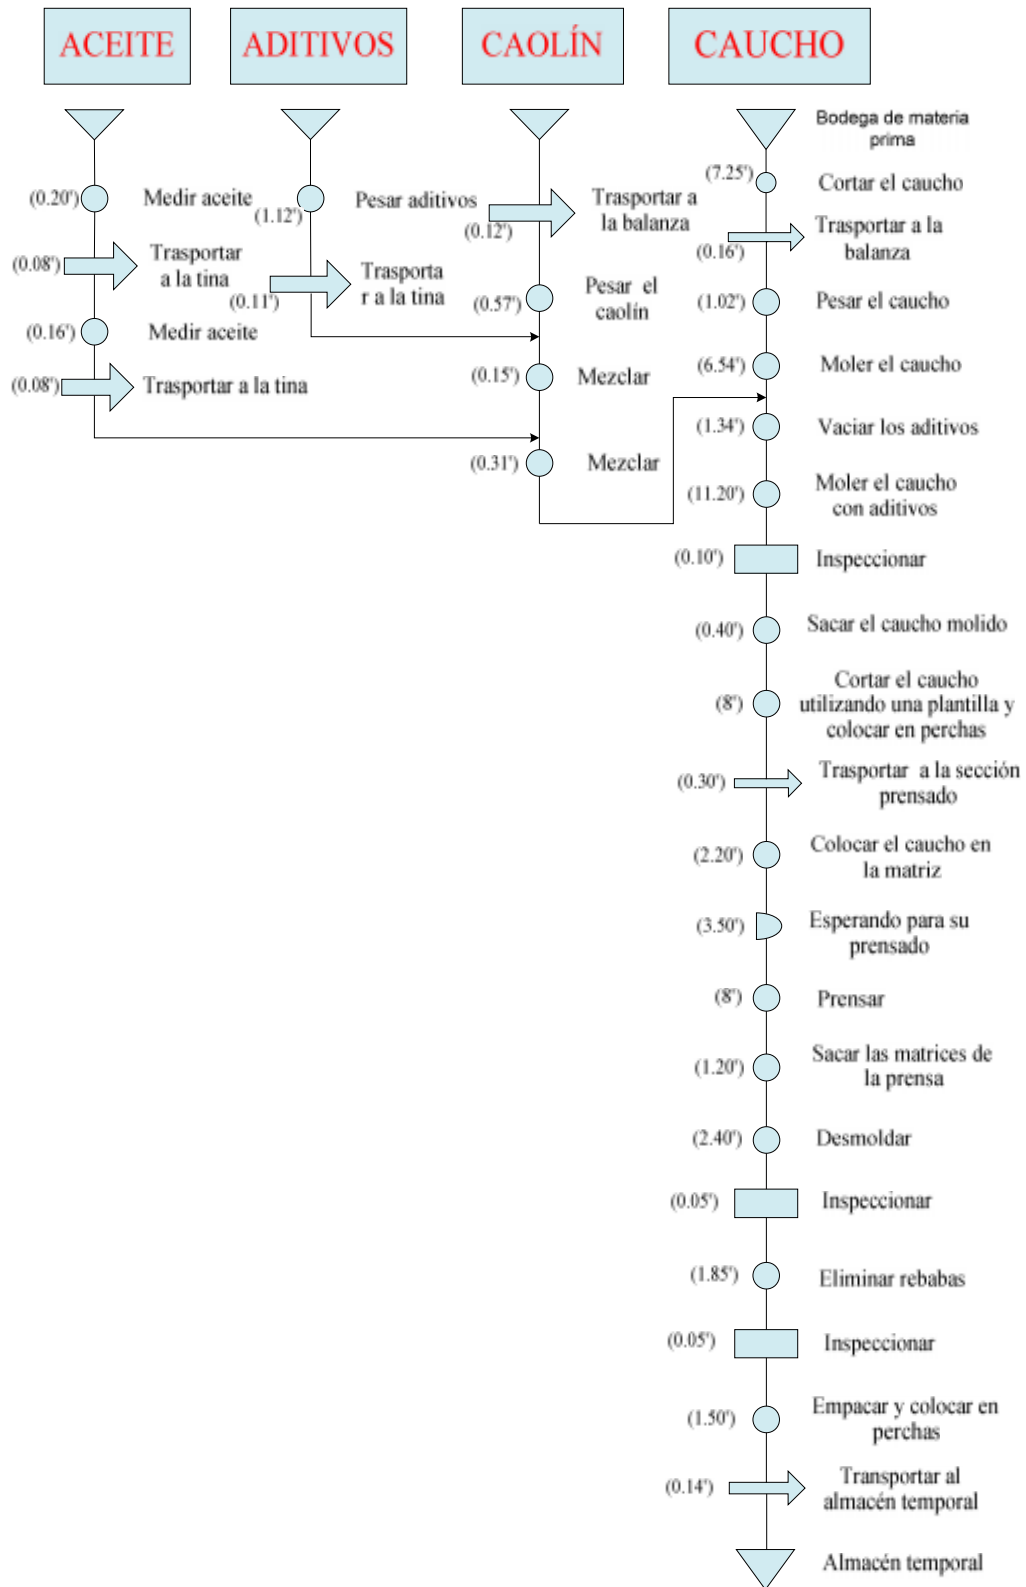 ACEITE
ADITIVOS
CAOLÍN
CAUCHO
(0.20')
Medir aceite
(0.08')
Trasportar
a la tina
(0.16')
Medir aceite
(0.08')
Trasportar a la tina
(1.12')
Pesar aditivos
(0.11')
Trasporta
r a la tina
(0.12')
Trasportar a
la balanza
(0.57')
Pesar el
caolín
(0.15')
Mezclar
(0.31')
Mezclar
Bodega de materia
prima
(7.25')
Cortar el caucho
(0.16')
Trasportar a la
balanza
(1.02')
Pesar el caucho
(6.54')
Moler el caucho
(1.34')
Vaciar los aditivos
(11.20')
Moler el caucho
con aditivos
(0.10')
Inspeccionar
(0.40')
Sacar el caucho molido
(8')
Cortar el caucho
utilizando una plantilla y
colocar en perchas
(0.30')
Trasportar a la sección
prensado
(2.20')
Colocar el caucho en
la matriz
(3.50')
Esperando para su
prensado
(8')
Prensar
(1.20')
Sacar las matrices de
la prensa
(2.40')
Desmoldar
(0.05')
Inspeccionar
(1.85')
Eliminar rebabas
(0.05')
Inspeccionar
(1.50')
Empacar y colocar en
perchas
(0.14')
Transportar al
almacén temporal
Almacén temporal